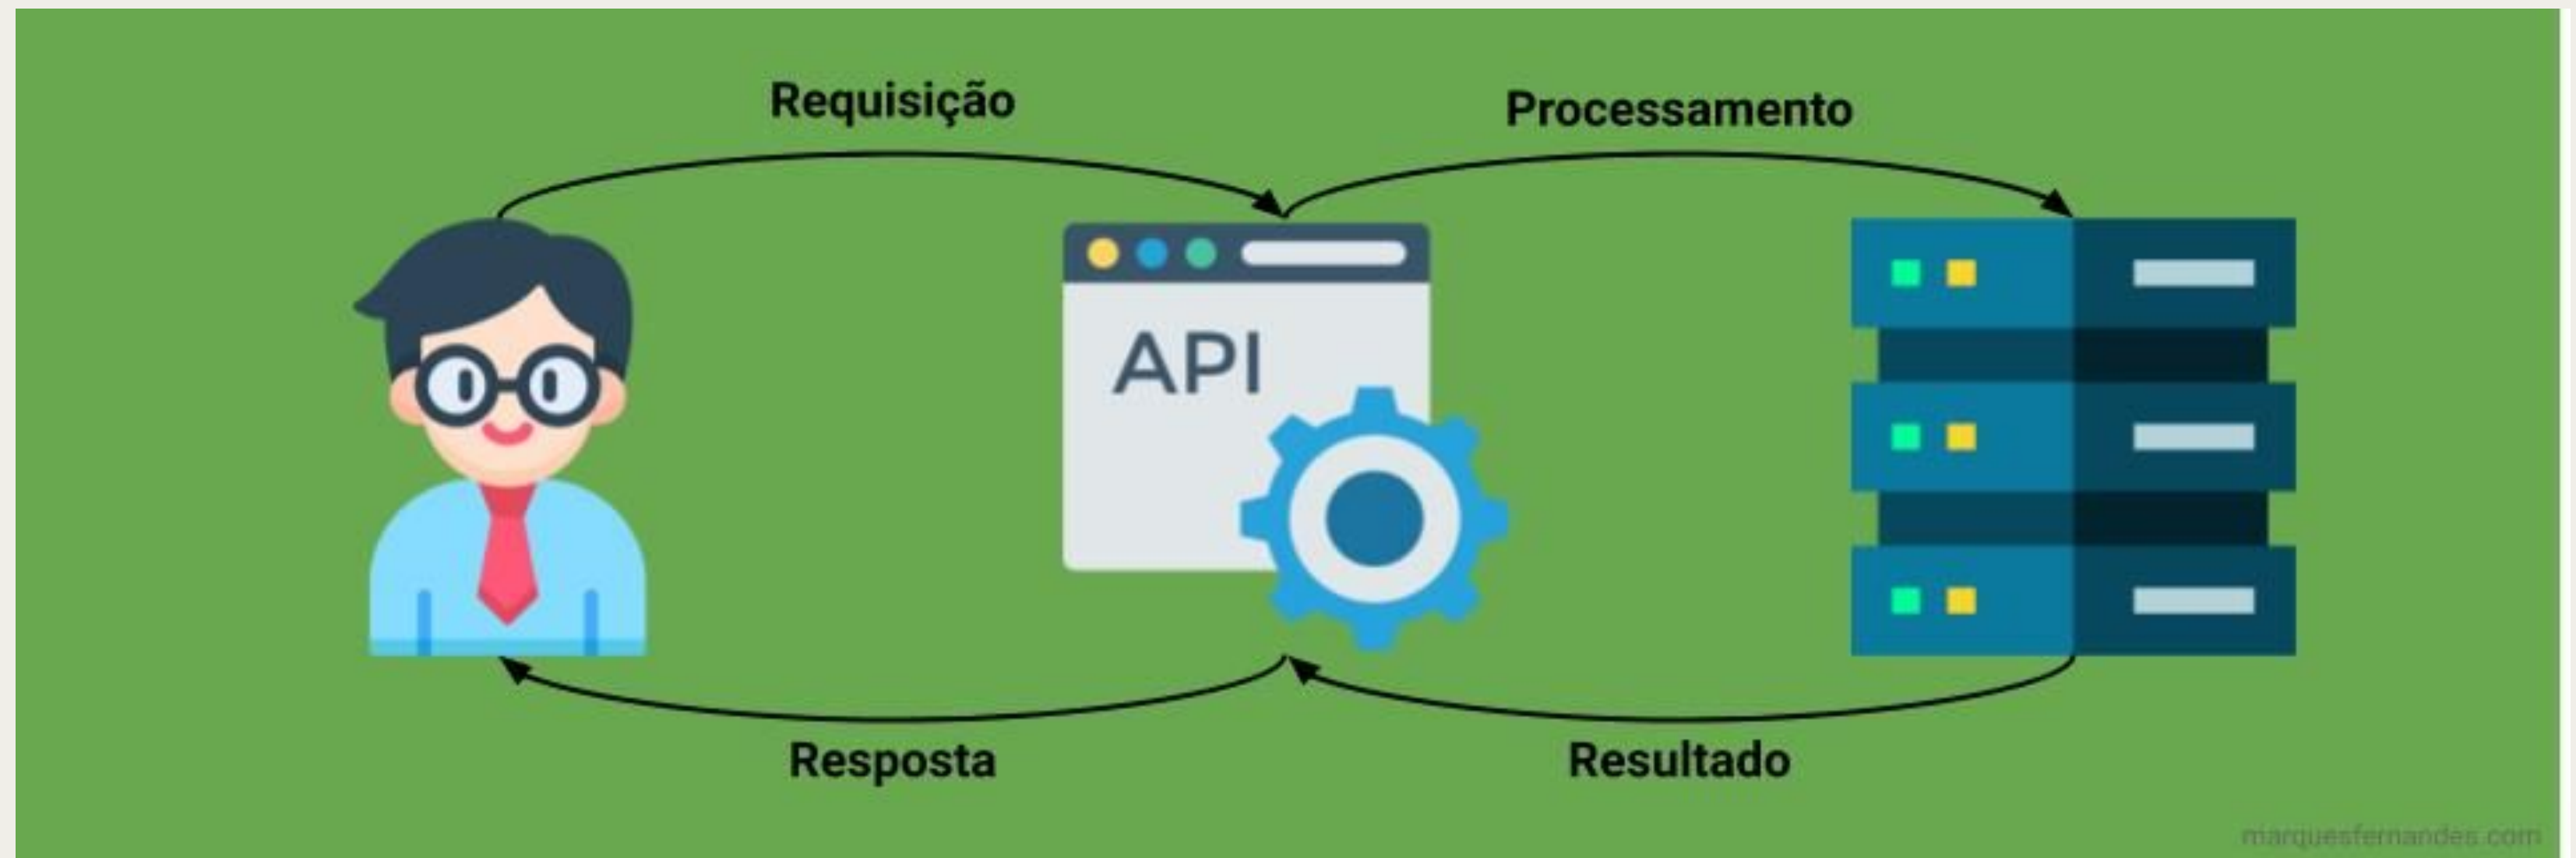 Requisição
Processamento
API
Resposta
Resultado
marquesfernandes.com